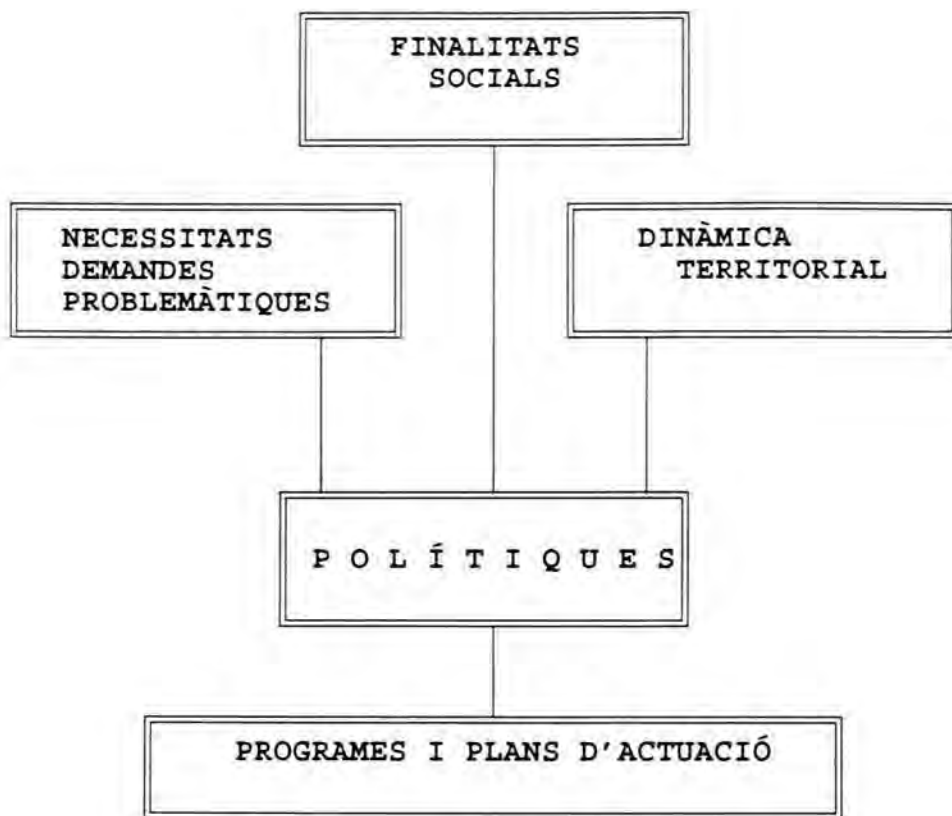 FINALITATS
SOCIALS
NECESSITATS
DEMANDES
PROBLEMÀTIQUES
DINÀMICA
TERRITORIAL
P O L Í T I Q U E S
PROGRAMES I PLANS D'ACTUACIÓ